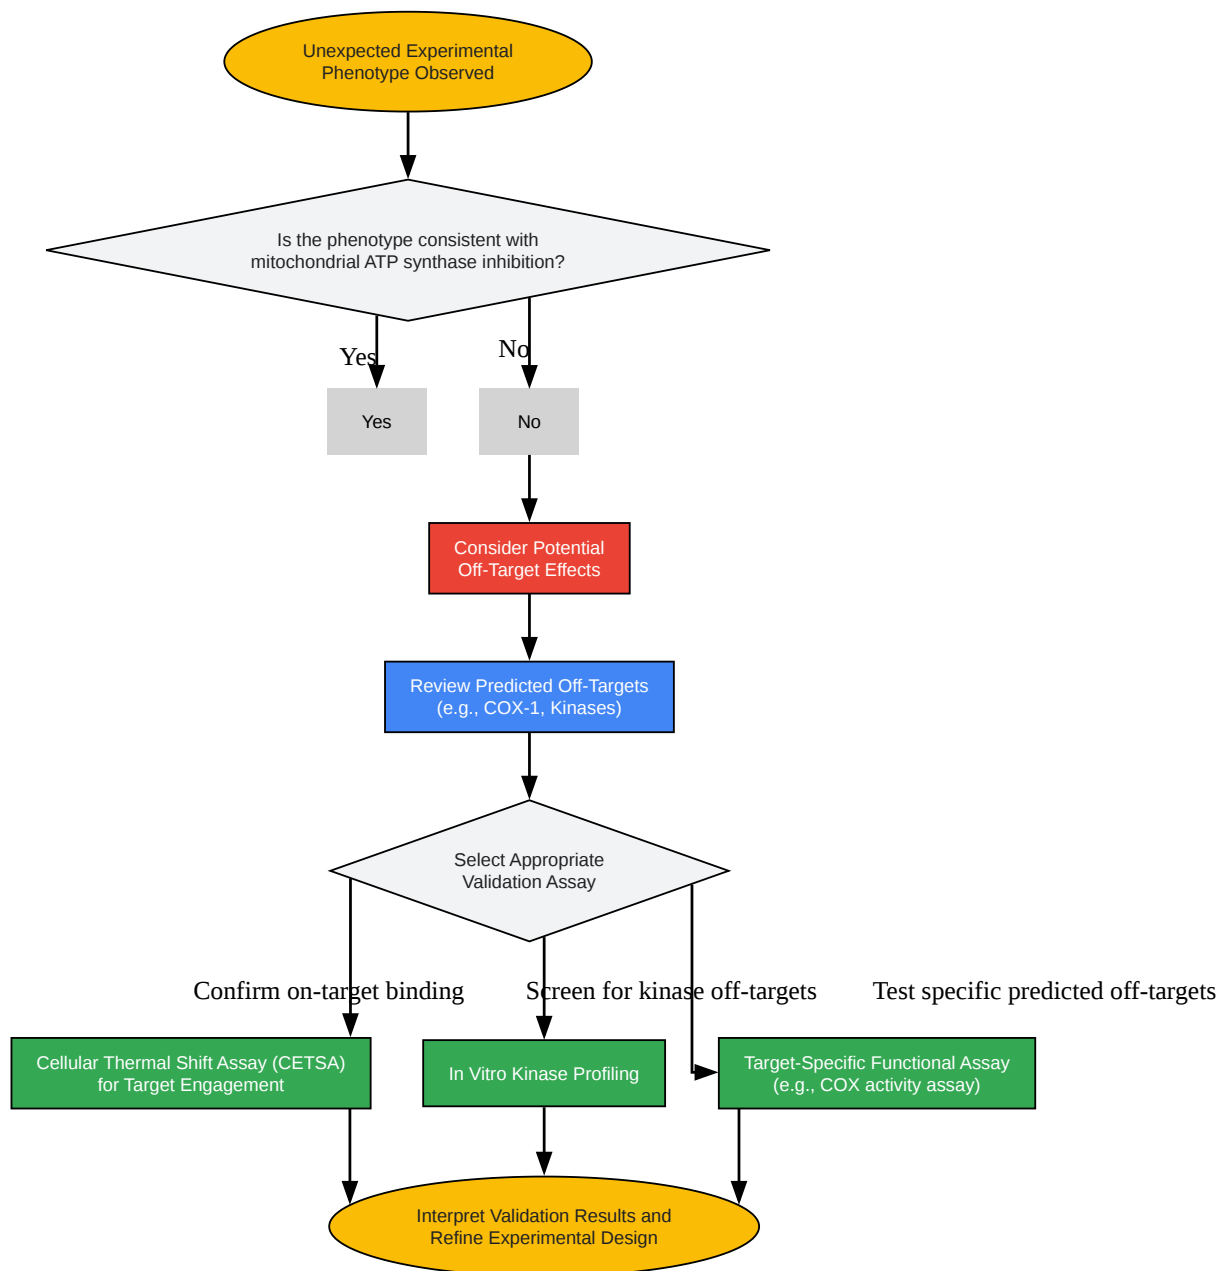 Unexpected Experimental
Phenotype Observed
Is the phenotype consistent with
mitochondrial ATP synthase inhibition?
Yes
No
Yes
No
Consider Potential
Off-Target Effects
Review Predicted Off-Targets
(e.g., COX-1, Kinases)
Select Appropriate
Validation Assay
Confirm on-target binding
Screen for kinase off-targets
Test specific predicted off-targets
Cellular Thermal Shift Assay (CETSA)
for Target Engagement
In Vitro Kinase Profiling
Target-Specific Functional Assay
(e.g., COX activity assay)
Interpret Validation Results and
Refine Experimental Design